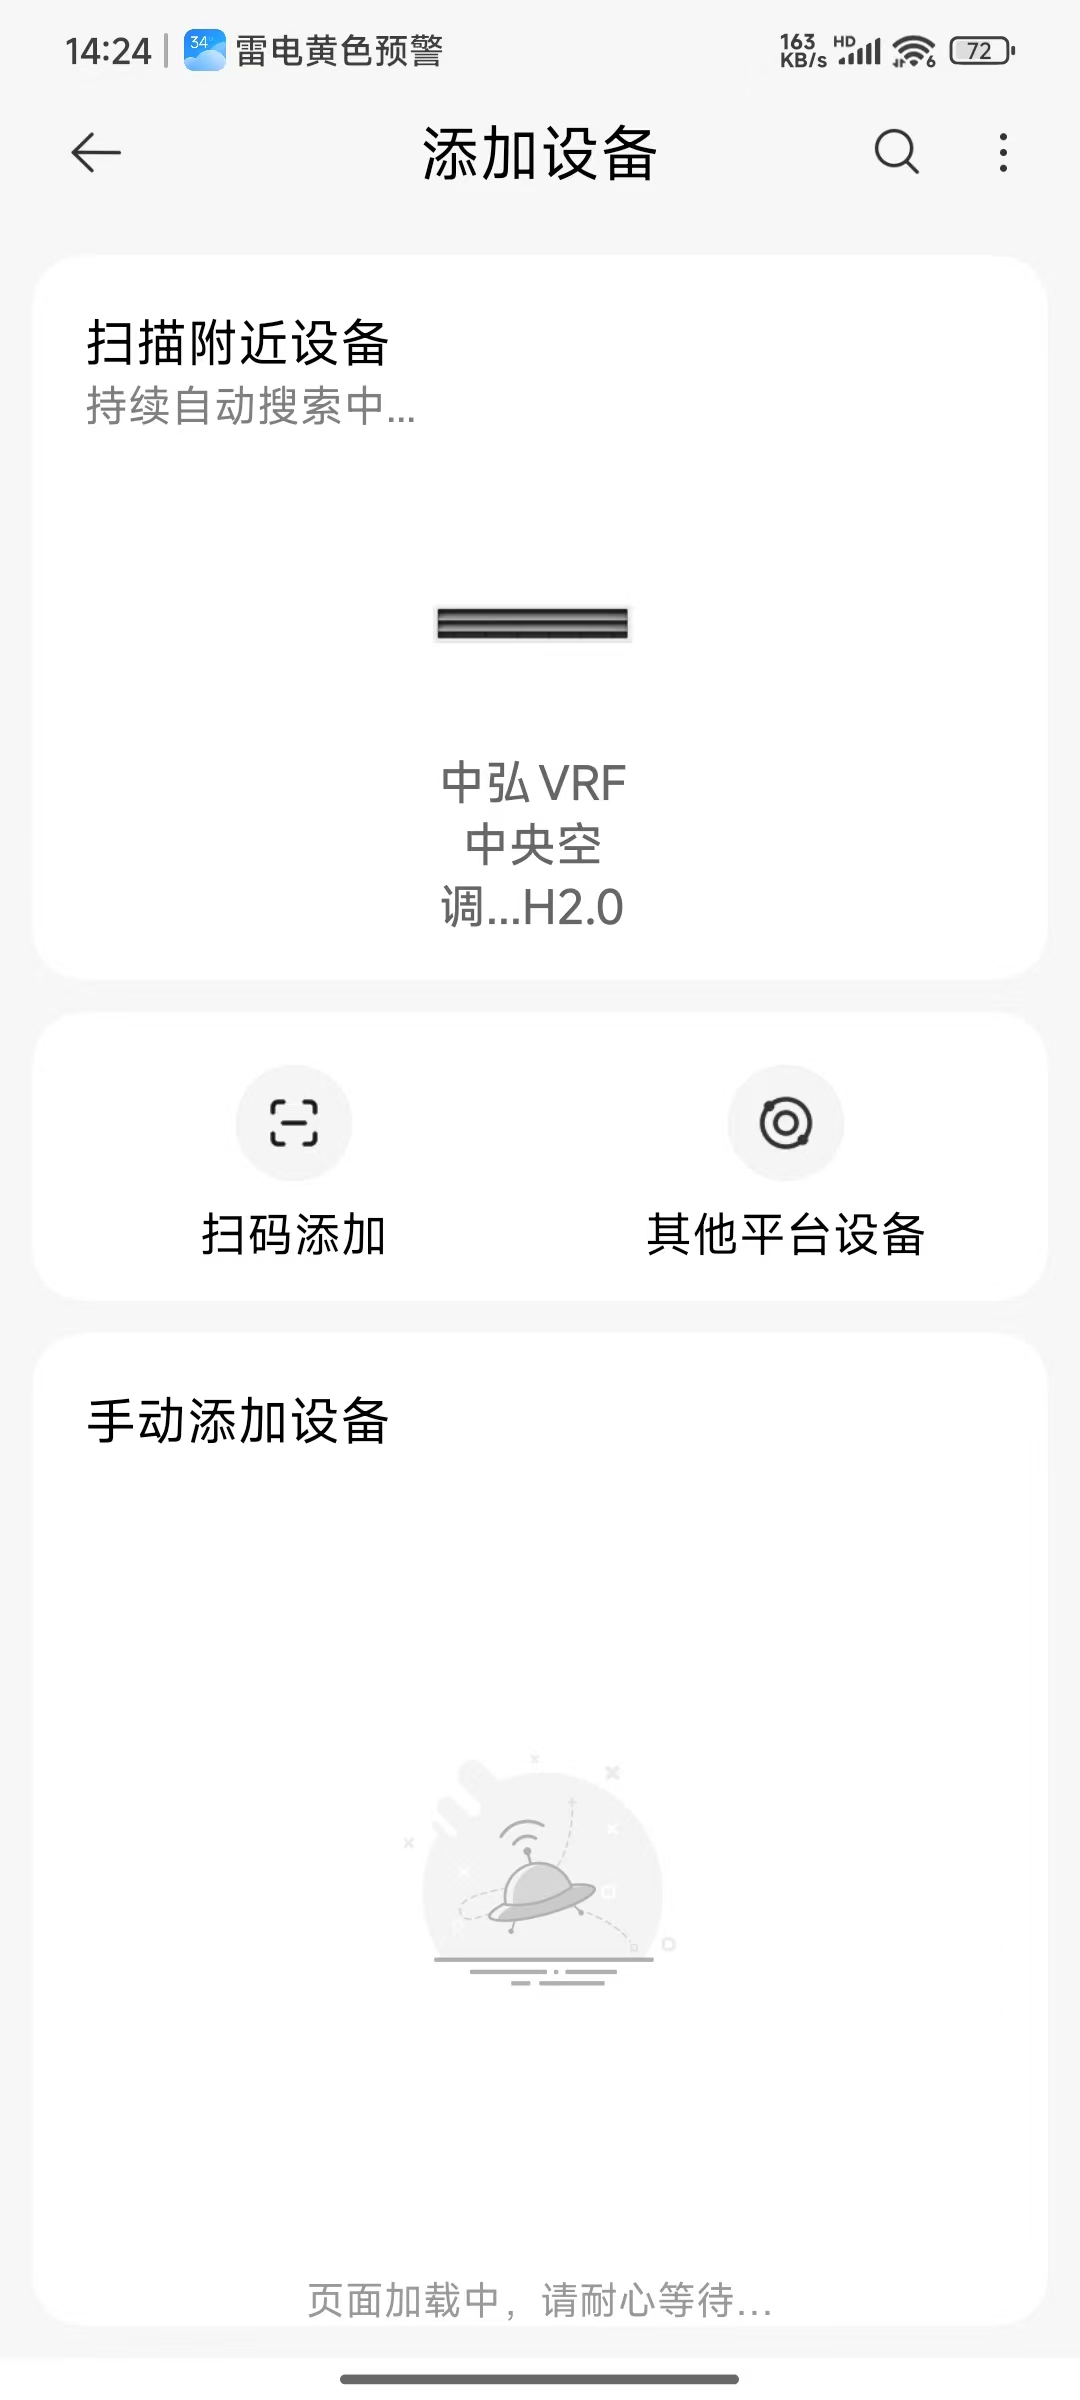 14:24
34°
雷电黄色预警
163
KB/s
HD
6
72
添加设备
扫描附近设备
持续自动搜索中...
中弘 VRF
中央空
调...H2.0
扫码添加
其他平台设备
手动添加设备
页面加载中，请耐心等待...